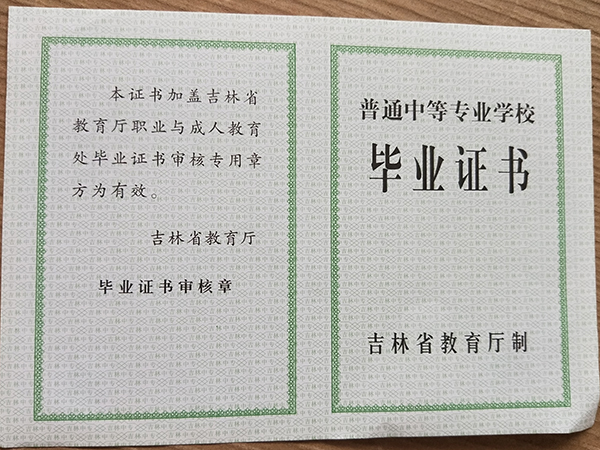 本证书加盖吉林省
教育厅职业与成人教育
处毕业证书审核专用章
方为有效。
吉林省教育厅
毕业证书审核章
普通中等专业学校
毕业证书
吉林省教育厅制